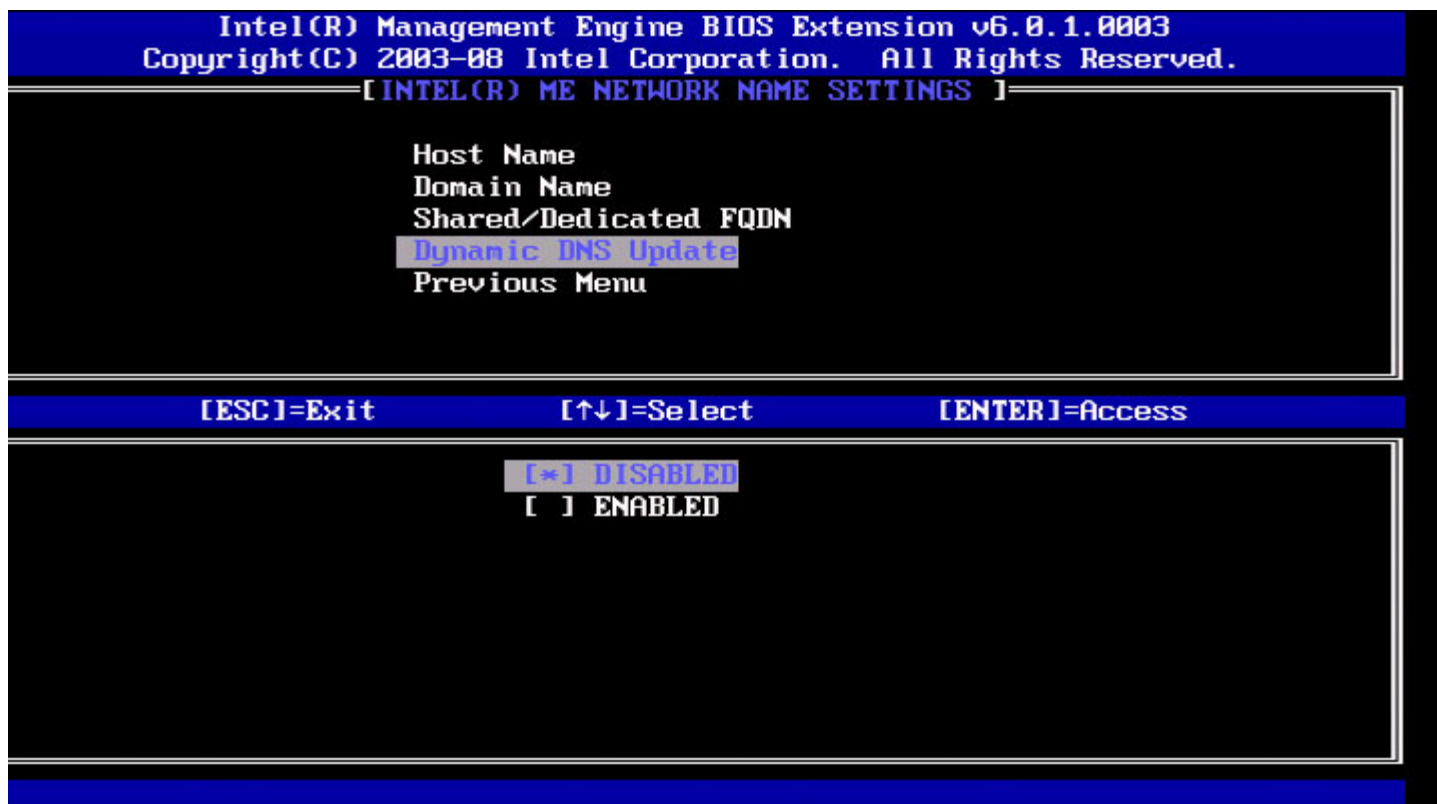 Intel(R) Management Engine BIOS Extension v6.0.1.0003
Copyright(C) 2003-08 Intel Corporation.  All Rights Reserved.
[INTEL(R) ME NETWORK NAME SETTINGS ]
Host Name
Domain Name
Shared/Dedicated FQDN
Dynamic DNS Update
Previous Menu
[ESC]=Exit [↑↓]=Select [ENTER]=Access
[*] DISABLED
[ ] ENABLED